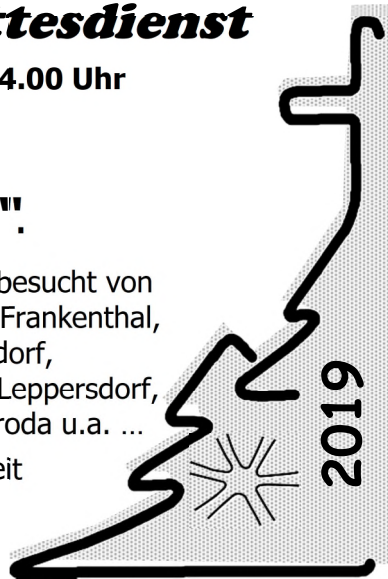 ttesdienst
4.00 Uhr
".
besucht von
Frankenthal,
dorf,
Leppersdorf,
roda u.a. ...
eit
2019